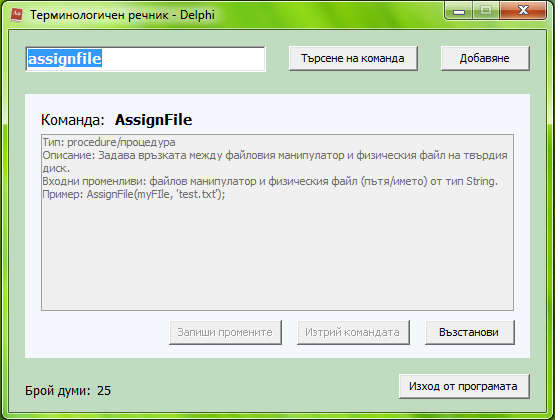 Терминологичен речник - Delphi
assignfile
Търсене на команда
Добавяне
Команда: AssignFile
Тип: procedure/процедура
Описание: Задава връзката между файловия манипулатор и физическия файл на твърдия
диск.
Входни променливи: файлов манипулатор и физическия файл (пътя/името) от тип String.
Пример: AssignFile(myFIle, 'test.txt');
Запиши промените
Изтрий командата
Възстанови
Брой думи: 25
Изход от програмата